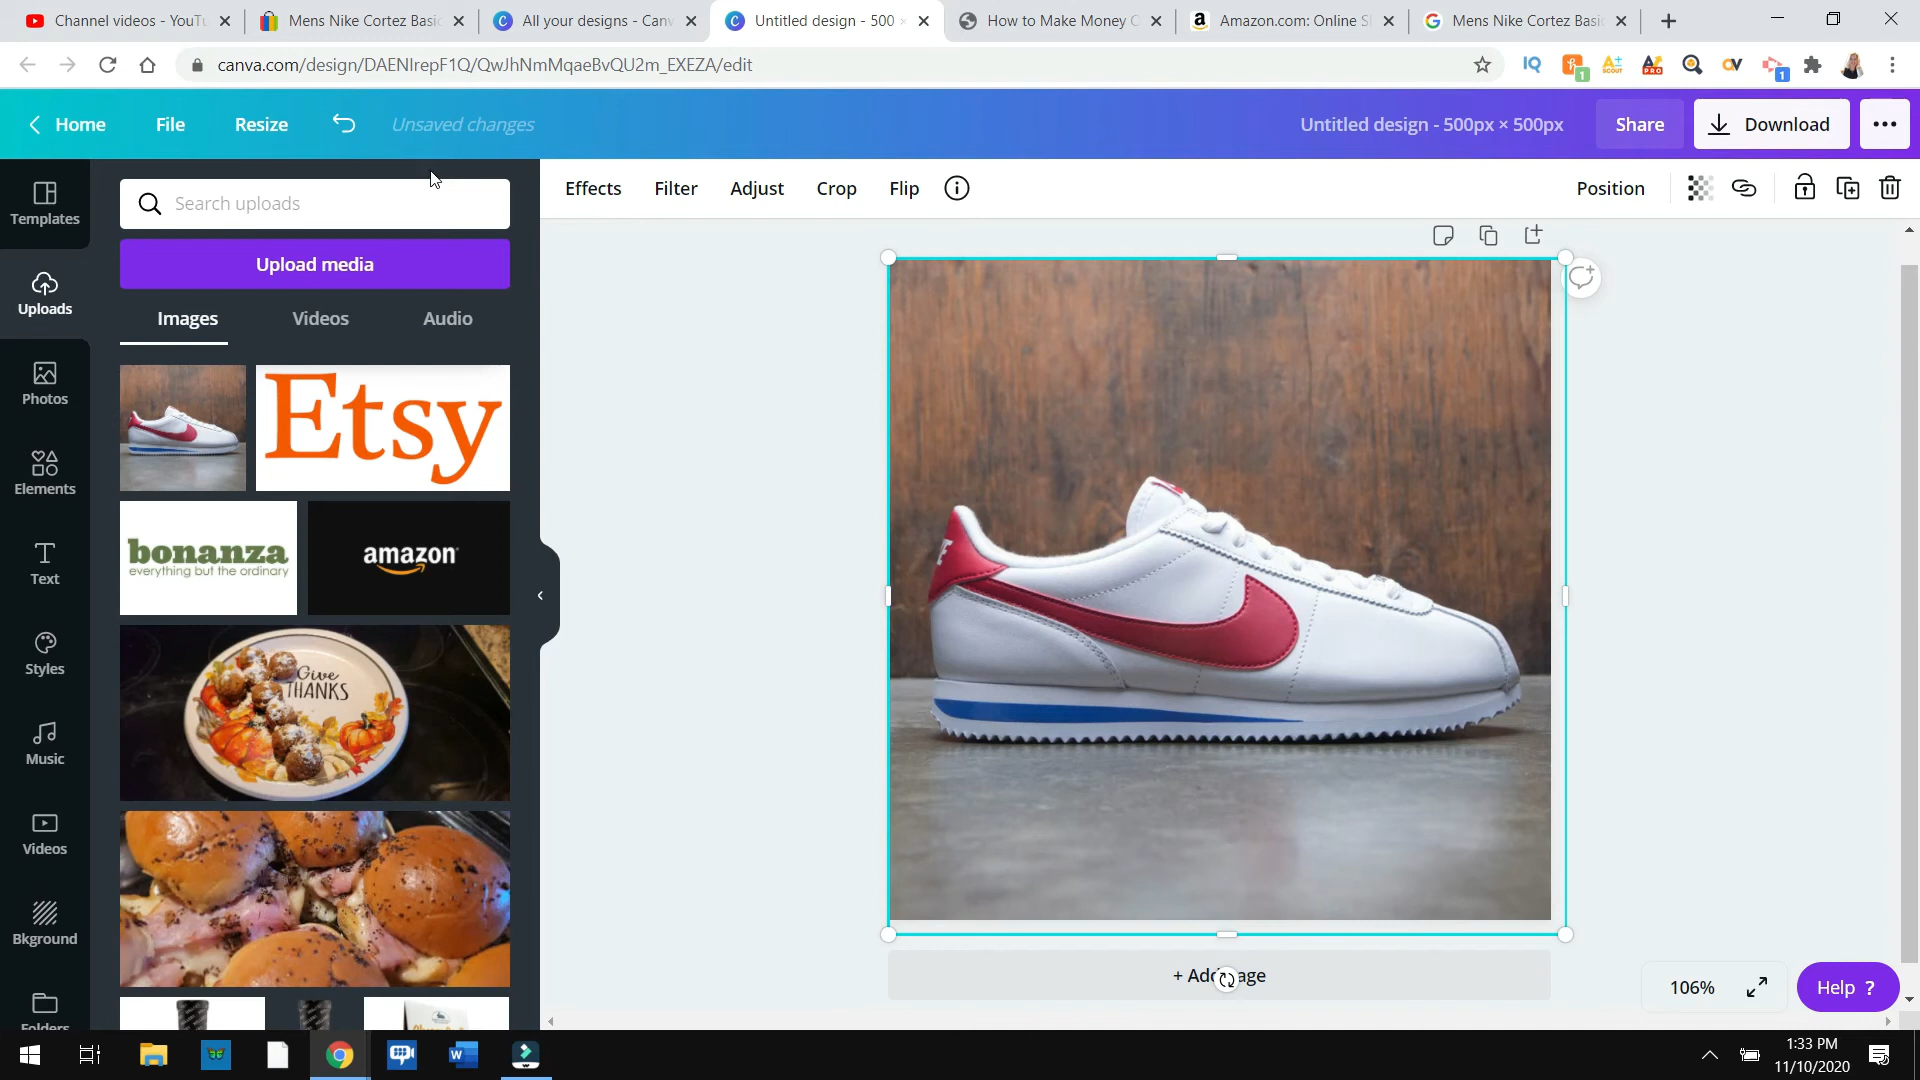 Channel videos - YouTu
Mens Nike Cortez Basic
All your designs - Canv
Untitled design - 500
How to Make Money O
Amazon.com: Online S
Mens Nike Cortez Basi
canva.com/design/DAENIrepF1Q/QwJhNmMqaeBvQU2m_EXEZA/edit
Home
File
Resize
Unsaved changes
Untitled design - 500px × 500px
Share
Download
Templates
Uploads
Photos
Elements
Text
Styles
Music
Videos
Bkground
Folders
Search uploads
Upload media
Images
Videos
Audio
Etsy
bonanza
everything but the ordinary
amazon
Give
THANKS
Effects
Filter
Adjust
Crop
Flip
Position
+ Add page
106%
Help ?
1:33 PM
11/10/2020